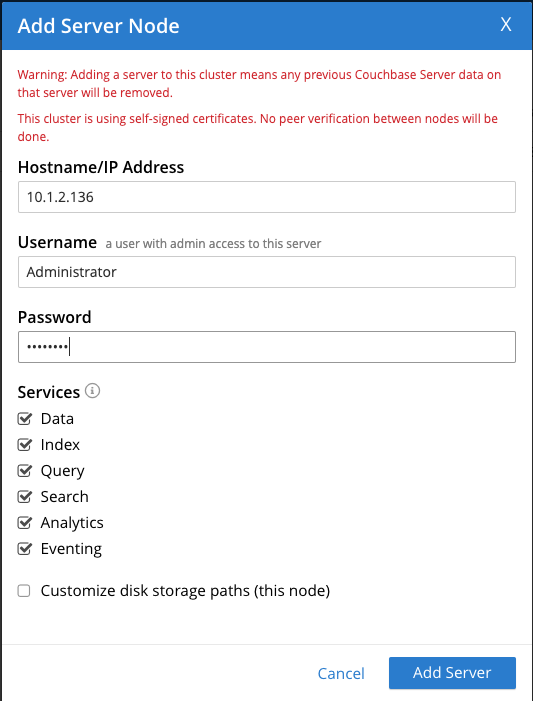 Add Server Node X
Warning: Adding a server to this cluster means any previous Couchbase Server data on
that server will be removed.
This cluster is using self-signed certificates. No peer verification between nodes will be
done.
Hostname/IP Address
10.1.2.136
Username a user with admin access to this server
Administrator
Password
••••••••
Services i
Data
Index
Query
Search
Analytics
Eventing
Customize disk storage paths (this node)
Cancel Add Server